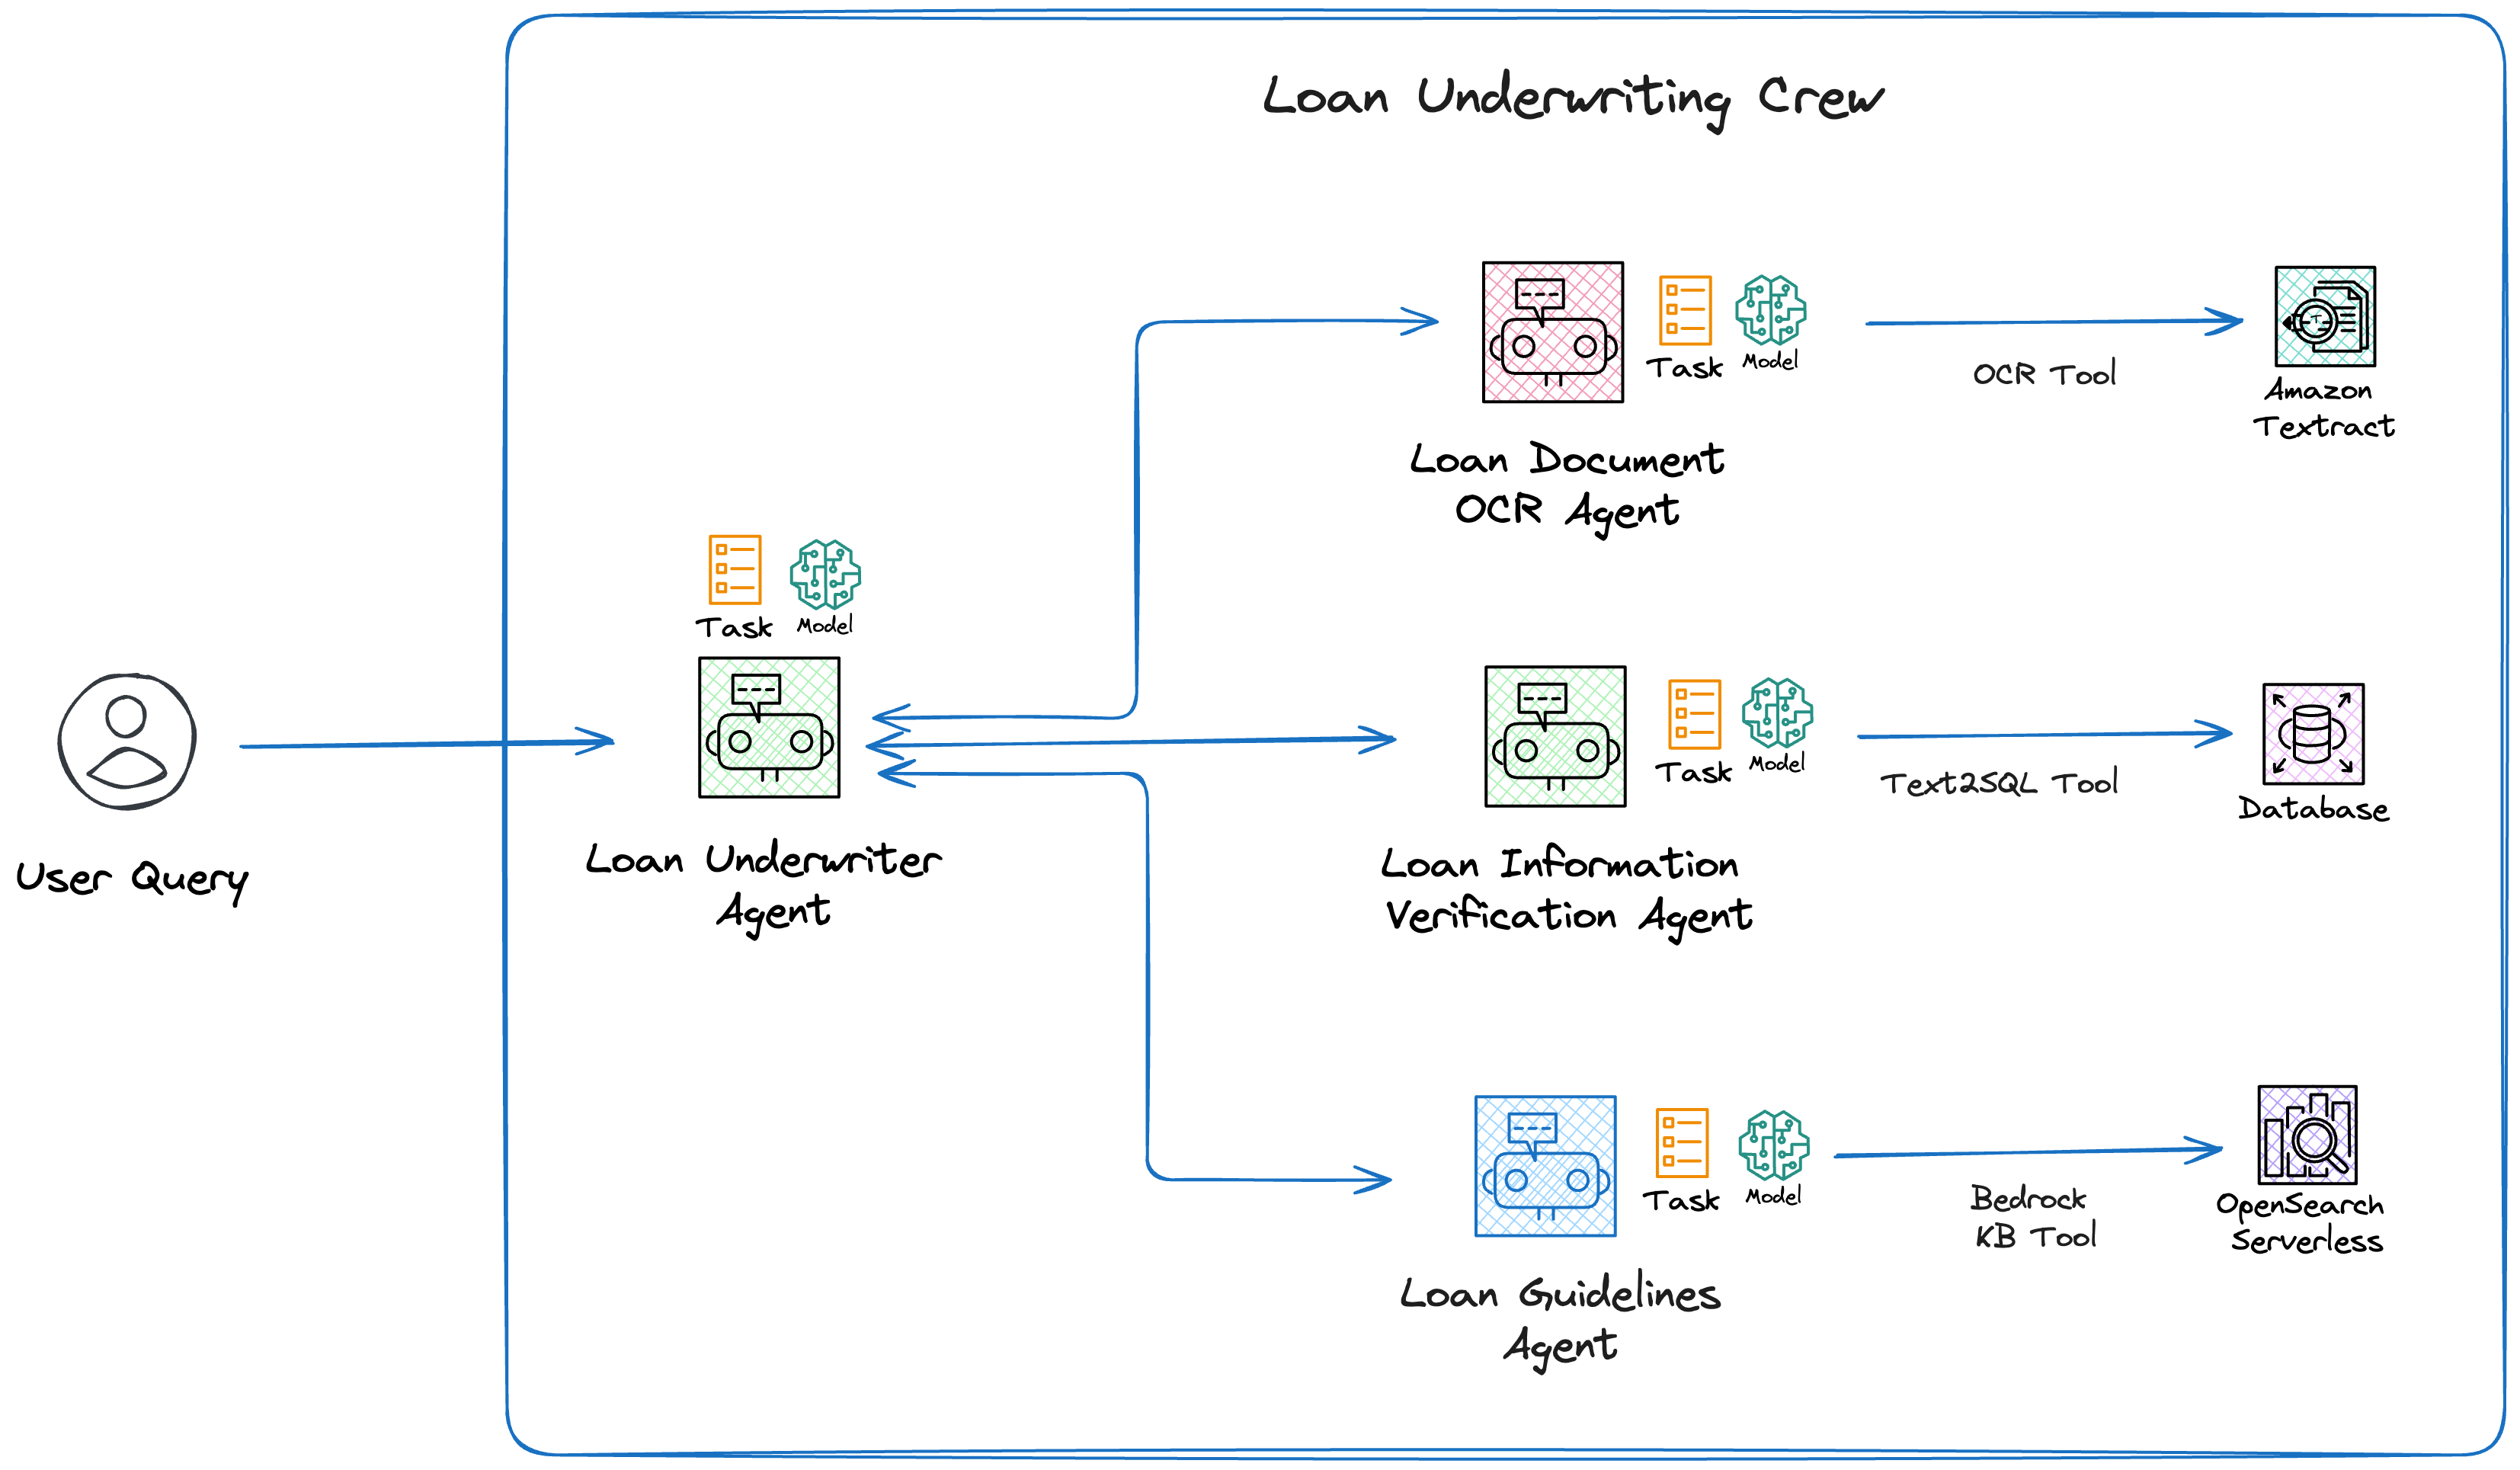 Loan Underwriting Crew
Task
Model
OCR Tool
Amazon
Textract
Loan Document
OCR Agent
Task
Model
User Query
Loan Underwriter
Agent
Task
Model
Text2SQL Tool
Database
Loan Information
Verification Agent
Task
Model
Bedrock
KB Tool
OpenSearch
Serverless
Loan Guidelines
Agent